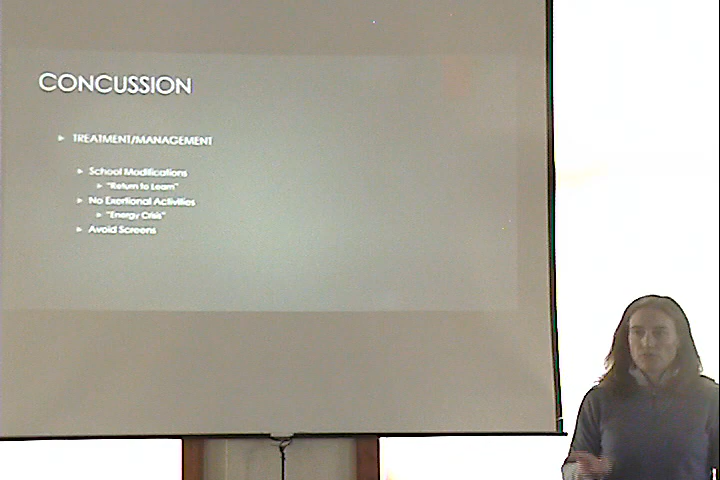 CONCUSSION
TREATMENT/MANAGEMENT
School Modifications
"Return to Learn"
No Exertional Activities
"Energy Crisis"
Avoid Screens